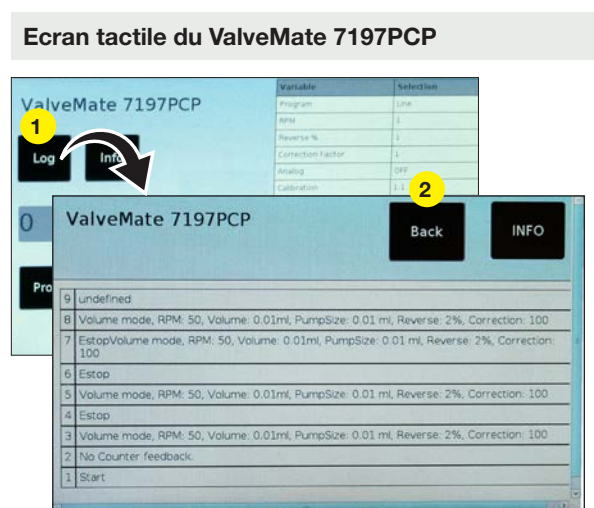 Ecran tactile du ValveMate 7197PCP
ValveMate 7197PCP
Variable Selection
Program Line
RPM 1
Reverse % 1
Correction Factor 1
Analog OFF
Calibration 1.1
1
Log Info
0
Pro
2
ValveMate 7197PCP
Back INFO
9 undefined
8 Volume mode, RPM: 50, Volume: 0.01ml, PumpSize: 0.01 ml, Reverse: 2%, Correction: 100
7 EstopVolume mode, RPM: 50, Volume: 0.01ml, PumpSize: 0.01 ml, Reverse: 2%, Correction:
100
6 Estop
5 Volume mode, RPM: 50, Volume: 0.01ml, PumpSize: 0.01 ml, Reverse: 2%, Correction: 100
4 Estop
3 Volume mode, RPM: 50, Volume: 0.01ml, PumpSize: 0.01 ml, Reverse: 2%, Correction: 100
2 No Counter feedback.
1 Start